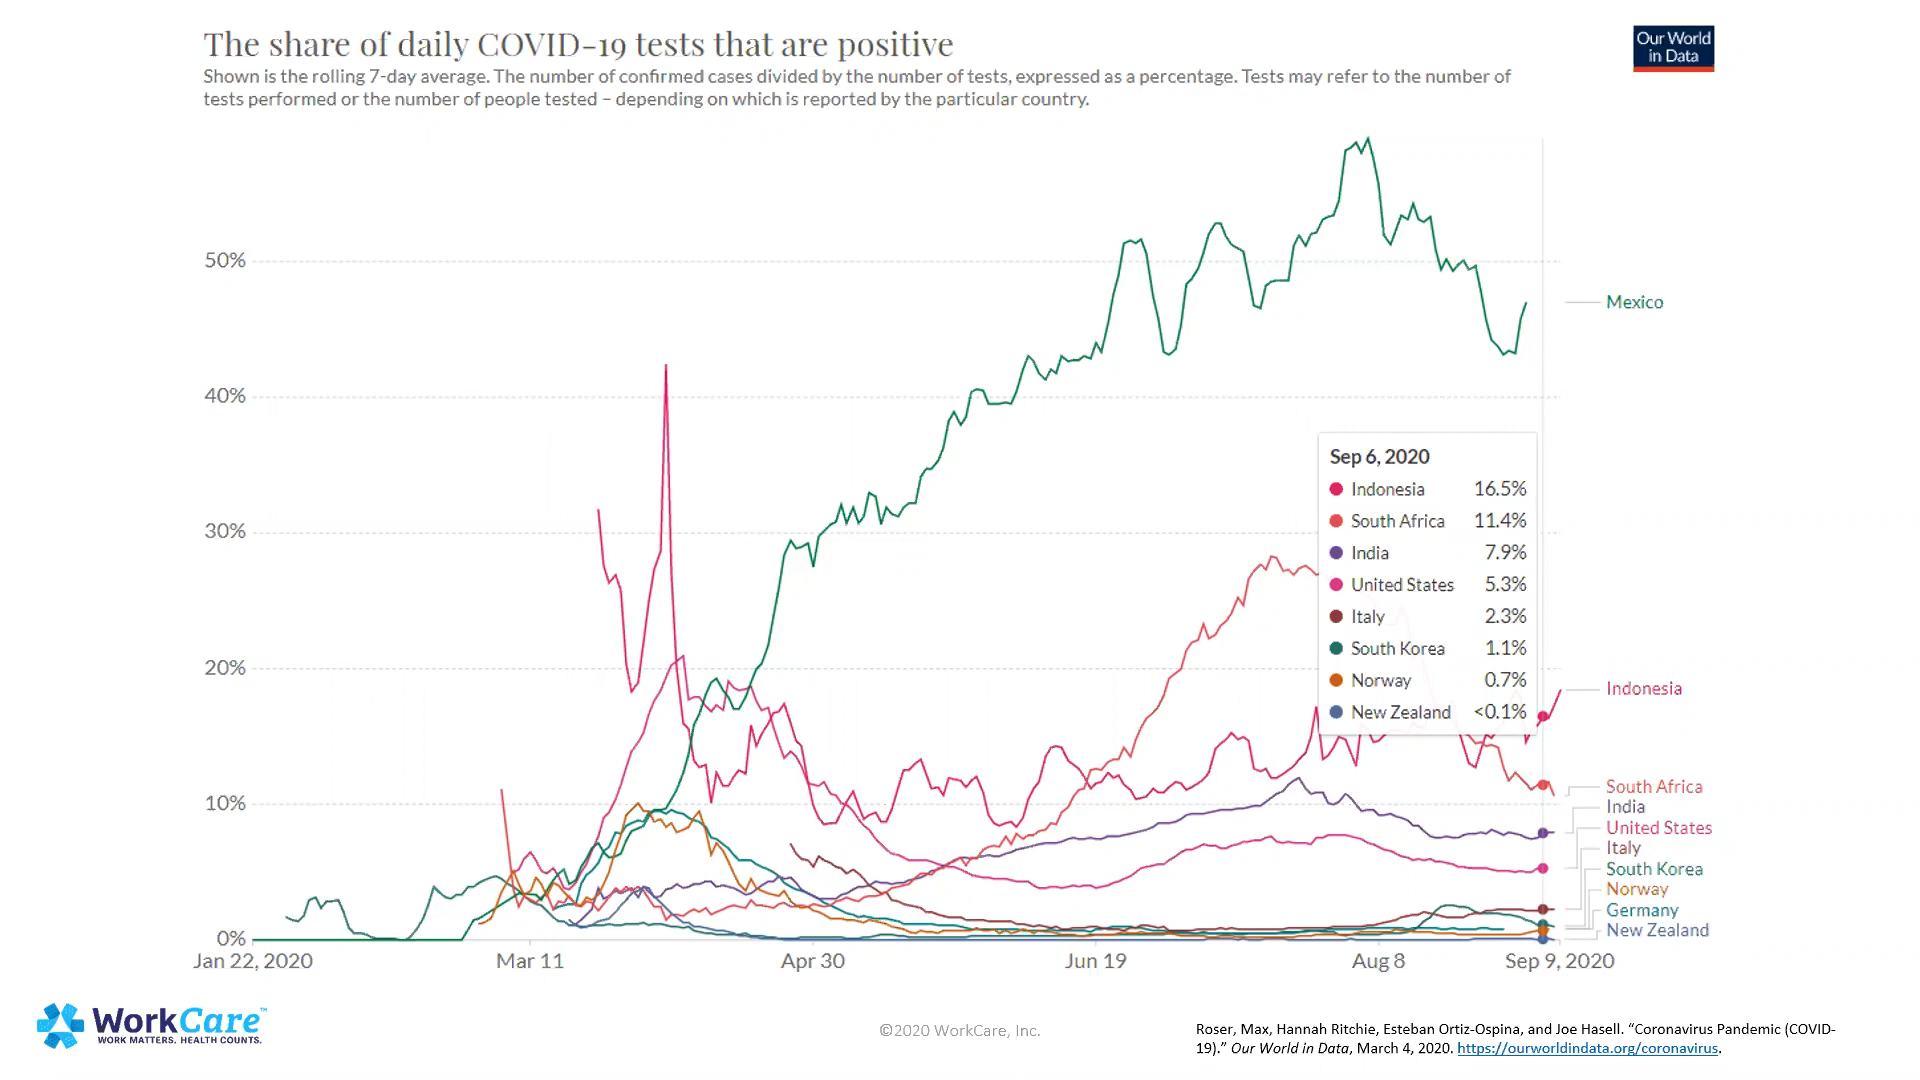 The share of daily COVID-19 tests that are positive
Our World
in Data
Shown is the rolling 7-day average. The number of confirmed cases divided by the number of tests, expressed as a percentage. Tests may refer to the number of
tests performed or the number of people tested – depending on which is reported by the particular country.
50%
40%
30%
20%
10%
0%
Mexico
Sep 6, 2020
Indonesia 16.5%
South Africa 11.4%
India 7.9%
United States 5.3%
Italy 2.3%
South Korea 1.1%
Norway 0.7%
New Zealand <0.1%
Indonesia
South Africa
India
United States
Italy
South Korea
Norway
Germany
New Zealand
Jan 22, 2020 Mar 11 Apr 30 Jun 19 Aug 8 Sep 9, 2020
WorkCare™
WORK MATTERS. HEALTH COUNTS.
©2020 WorkCare, Inc.
Roser, Max, Hannah Ritchie, Esteban Ortiz-Ospina, and Joe Hasell. “Coronavirus Pandemic (COVID-
19).” Our World in Data, March 4, 2020. https://ourworldindata.org/coronavirus.